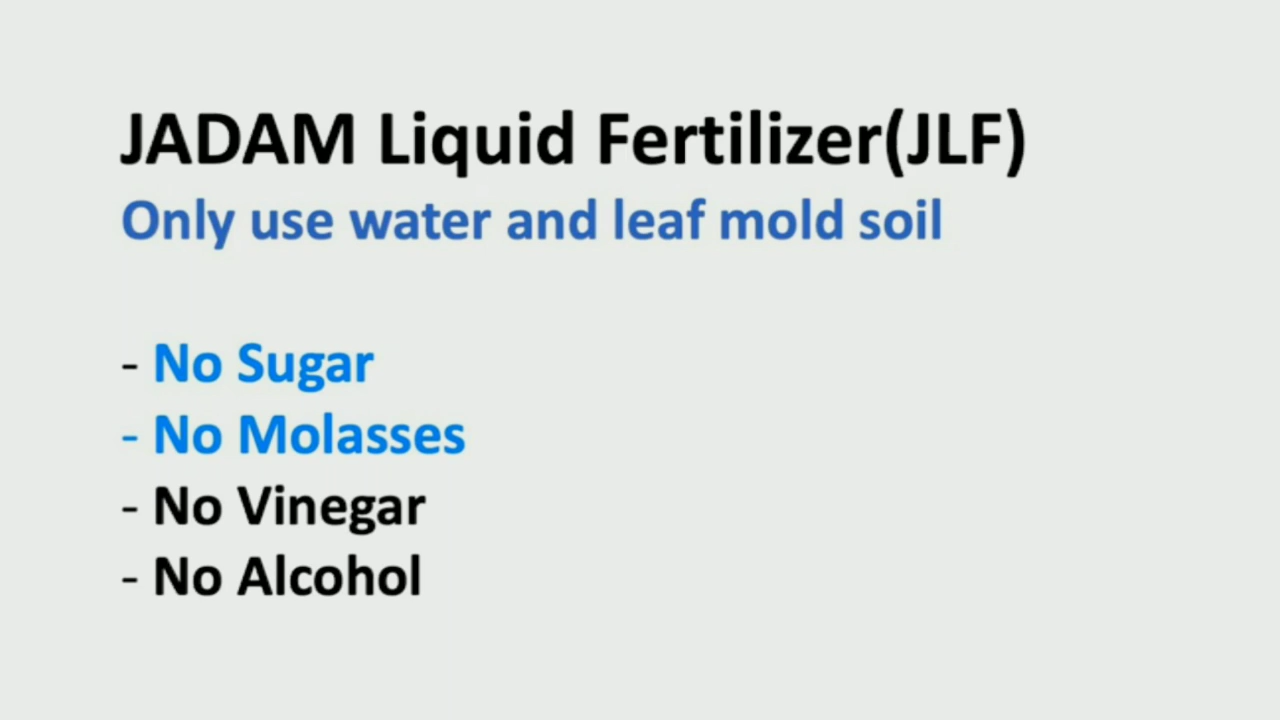 JADAM Liquid Fertilizer(JLF)
Only use water and leaf mold soil
- No Sugar
- No Molasses
- No Vinegar
- No Alcohol